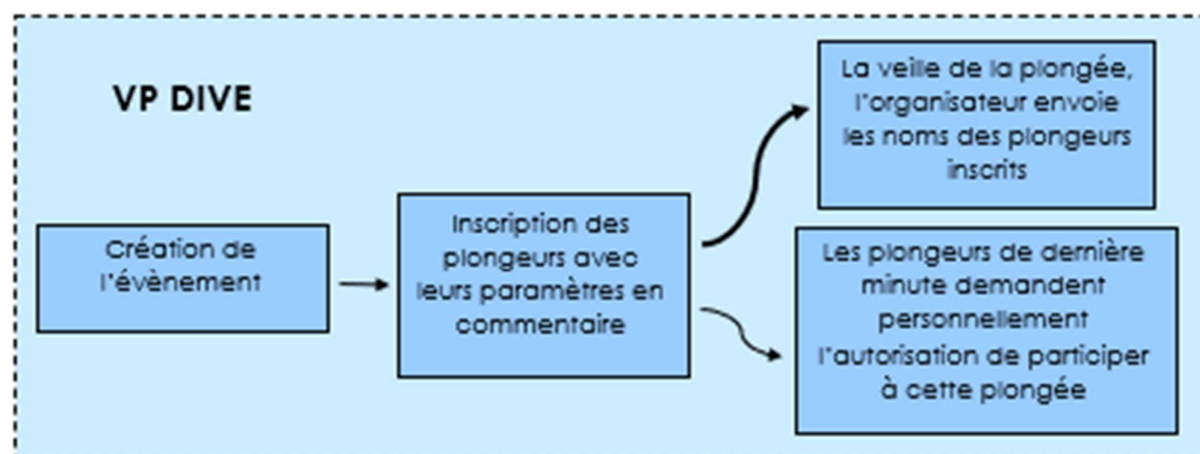 VP DIVE
Création de
l'évènement
Inscription des
plongeurs avec
leurs paramètres en
commentaire
La veille de la plongée,
l'organisateur envoie
les noms des plongeurs
inscrits
Les plongeurs de dernière
minute demandent
personnellement
l'autorisation de participer
à cette plongée